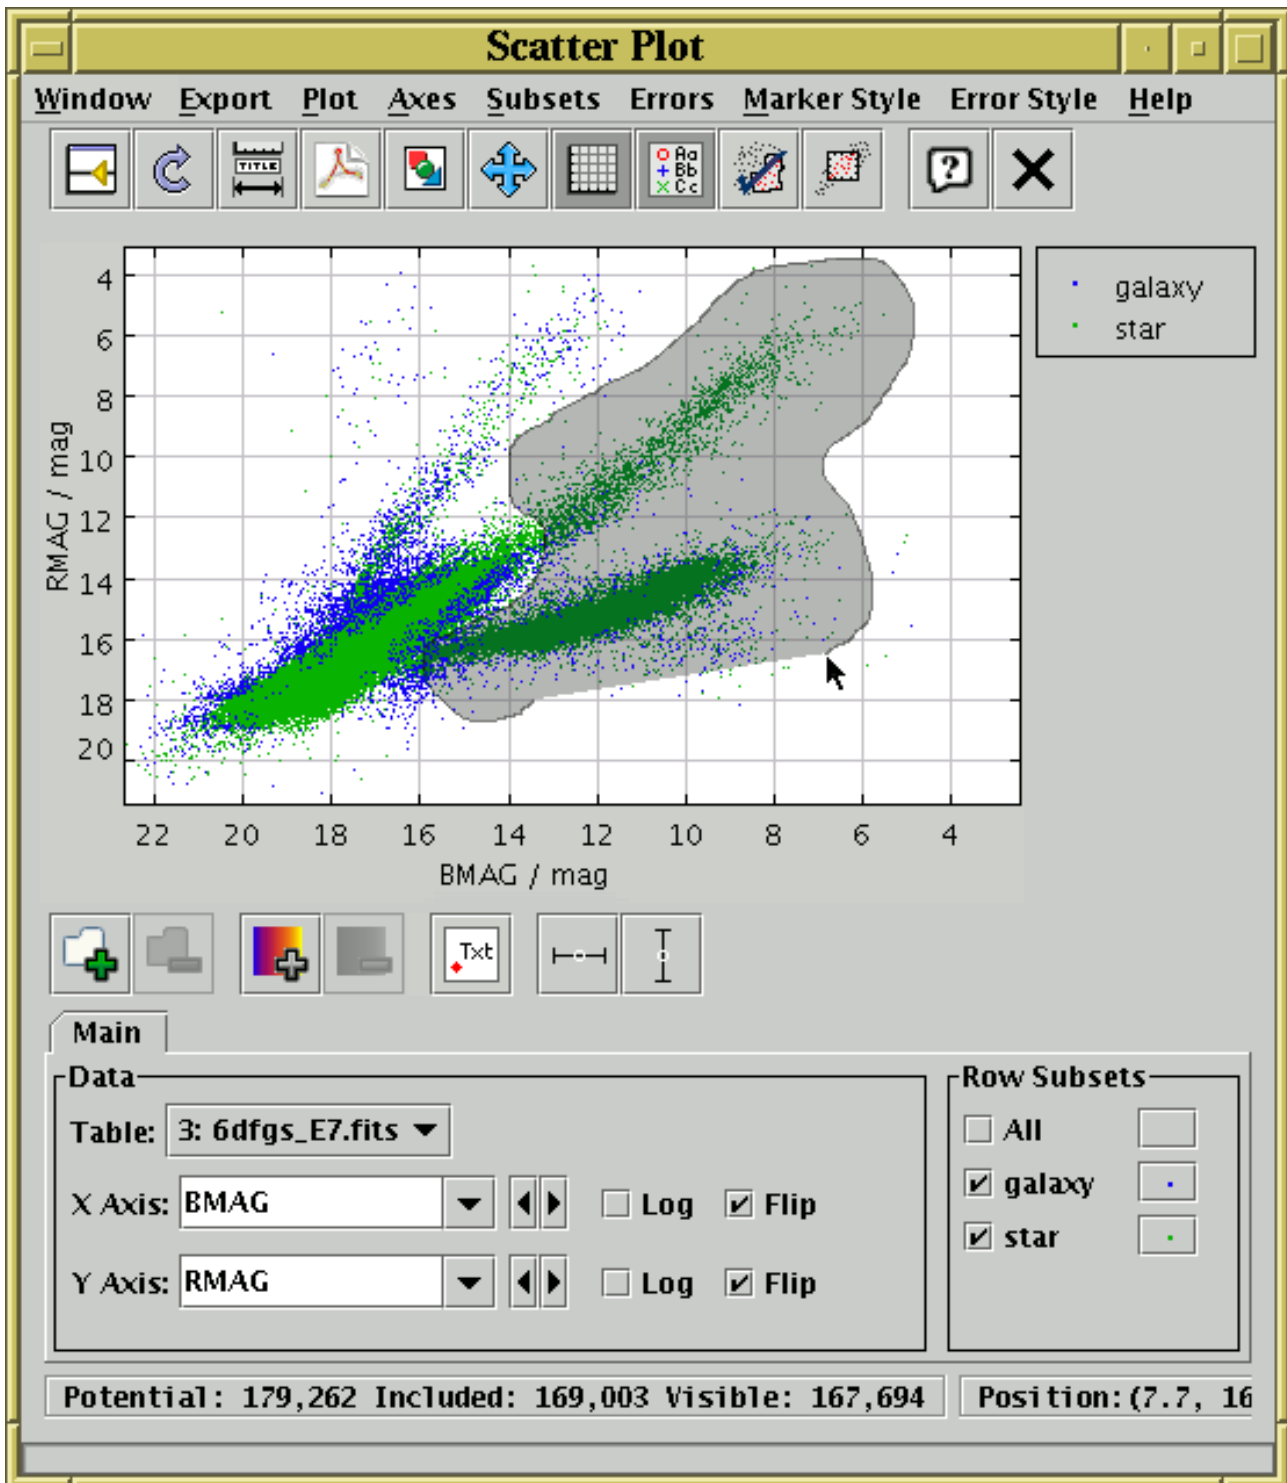 Scatter Plot
Window Export Plot Axes Subsets Errors Marker Style Error Style Help
TITLE
Aa
Bb
Cc
?
galaxy
star
4
6
8
10
12
14
16
18
20
RMAG / mag
22 20 18 16 14 12 10 8 6 4
BMAG / mag
Txt
Main
Data
Table: 3: 6dfgs_E7.fits
X Axis: BMAG Log Flip
Y Axis: RMAG Log Flip
Row Subsets
All
galaxy
star
Potential: 179,262 Included: 169,003 Visible: 167,694 Position:(7.7, 16